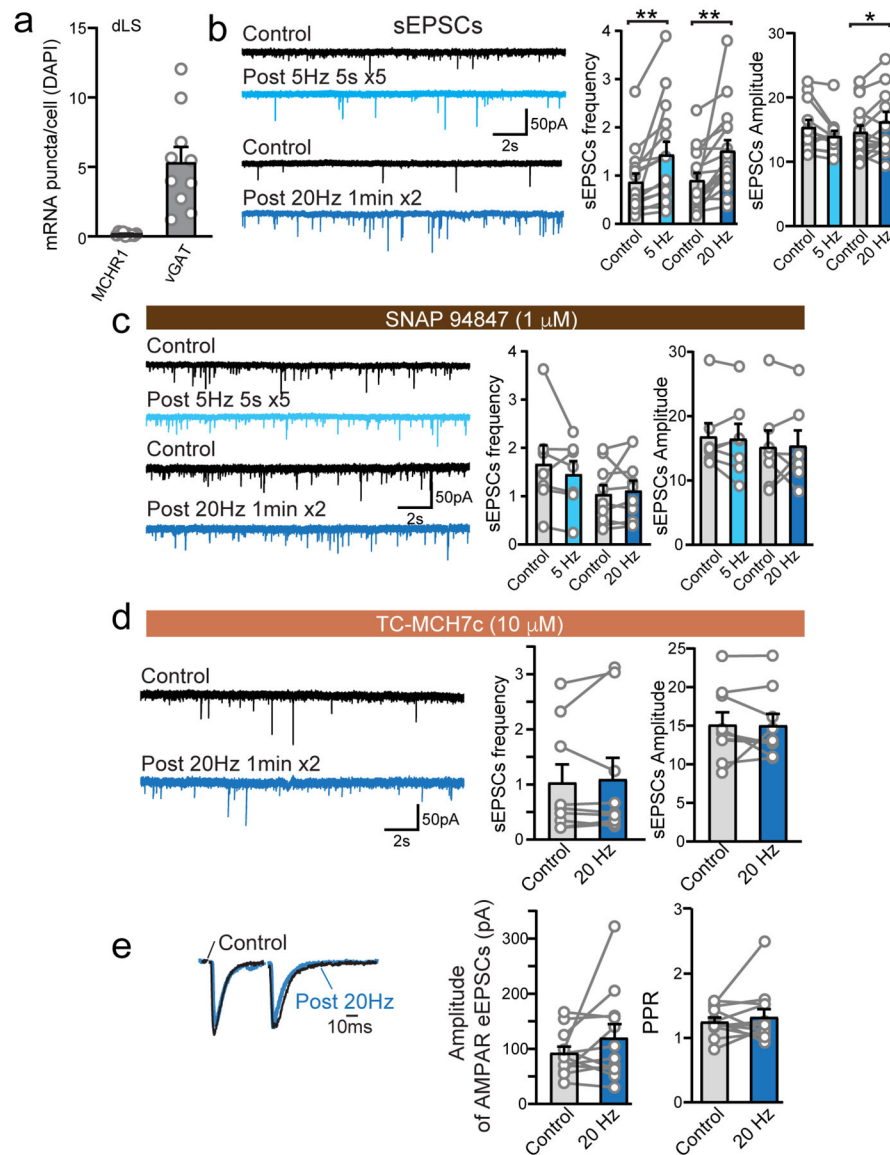 a
dLS
mRNA puncta/cell (DAPI)
15
10
5
0
MCHR1
vGAT
b
sEPSCs
Control
Post 5Hz 5s x5
50pA
2s
Control
Post 20Hz 1min x2
sEPSCs frequency
4
3
2
1
0
** **
Control
5 Hz
Control
20 Hz
sEPSCs Amplitude
30
20
10
0
*
Control
5 Hz
Control
20 Hz
c
SNAP 94847 (1 μM)
Control
Post 5Hz 5s x5
Control
50pA
2s
Post 20Hz 1min x2
sEPSCs frequency
4
3
2
1
0
Control
5 Hz
Control
20 Hz
sEPSCs Amplitude
30
20
10
0
Control
5 Hz
Control
20 Hz
d
TC-MCH7c (10 μM)
Control
Post 20Hz 1min x2
50pA
2s
sEPSCs frequency
3
2
1
0
Control
20 Hz
sEPSCs Amplitude
25
20
15
10
5
0
Control
20 Hz
e
Control
Post 20Hz
10ms
Amplitude
of AMPAR eEPSCs (pA)
300
200
100
0
Control
20 Hz
PPR
3
2
1
0
Control
20 Hz